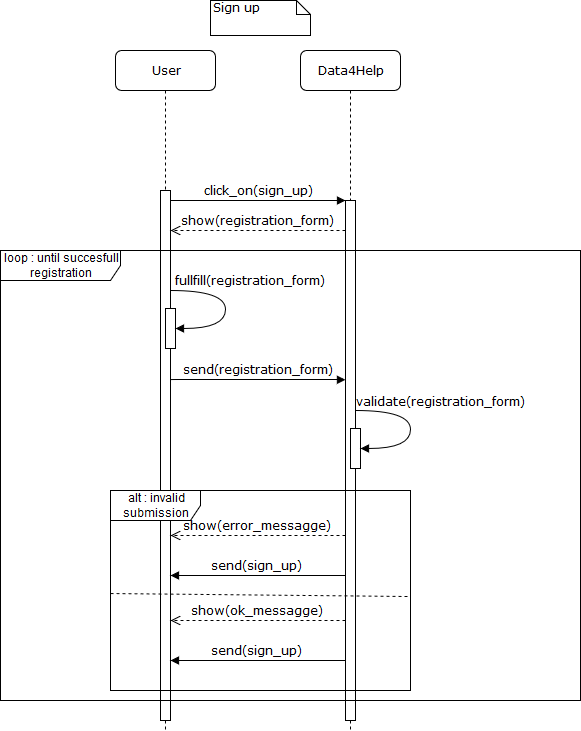 Sign up
User
Data4Help
click_on(sign_up)
show(registration_form)
loop : until succesfull
registration
fullfill(registration_form)
send(registration_form)
validate(registration_form)
alt : invalid
submission
show(error_messagge)
send(sign_up)
show(ok_messagge)
send(sign_up)